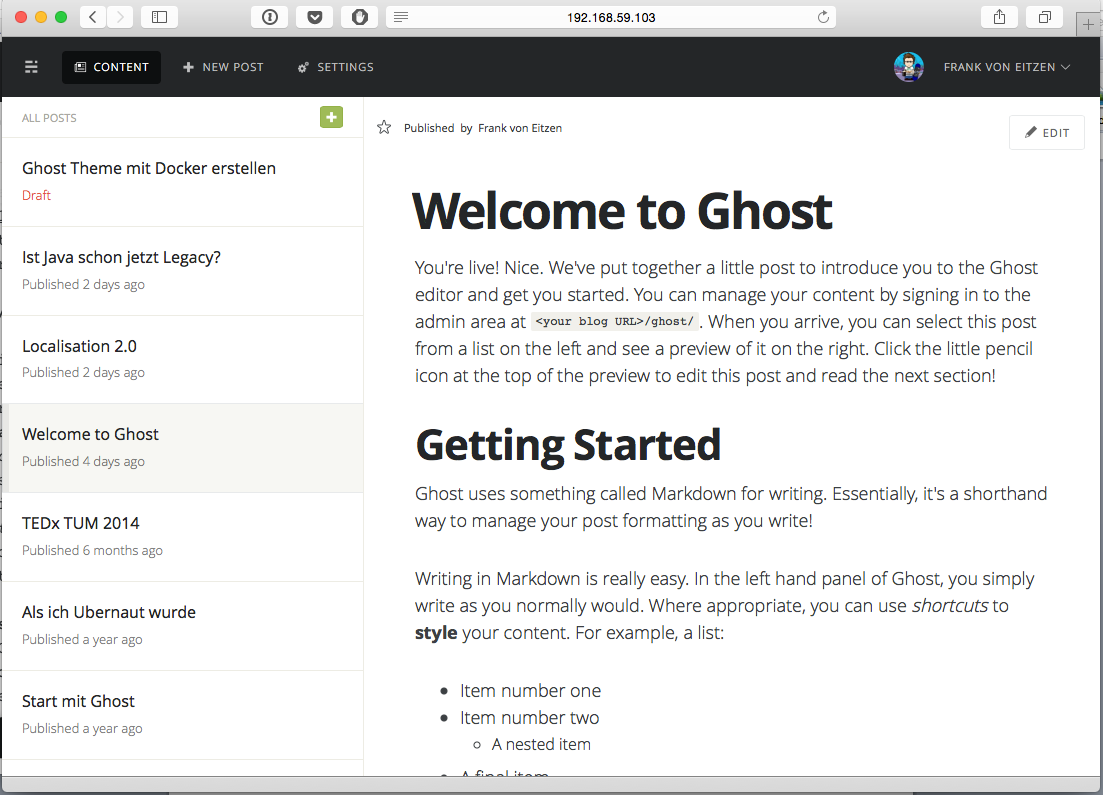 192.168.59.103
CONTENT
NEW POST
SETTINGS
FRANK VON EITZEN
ALL POSTS
Ghost Theme mit Docker erstellen
Draft
Ist Java schon jetzt Legacy?
Published 2 days ago
Localisation 2.0
Published 2 days ago
Welcome to Ghost
Published 4 days ago
TEDx TUM 2014
Published 6 months ago
Als ich Ubernaut wurde
Published a year ago
Start mit Ghost
Published a year ago
Published by Frank von Eitzen
EDIT
Welcome to Ghost
You're live! Nice. We've put together a little post to introduce you to the Ghost
editor and get you started. You can manage your content by signing in to the
admin area at <your blog URL>/ghost/. When you arrive, you can select this post
from a list on the left and see a preview of it on the right. Click the little pencil
icon at the top of the preview to edit this post and read the next section!
Getting Started
Ghost uses something called Markdown for writing. Essentially, it's a shorthand
way to manage your post formatting as you write!
Writing in Markdown is really easy. In the left hand panel of Ghost, you simply
write as you normally would. Where appropriate, you can use shortcuts to
style your content. For example, a list:
Item number one
Item number two
A nested item
A final item